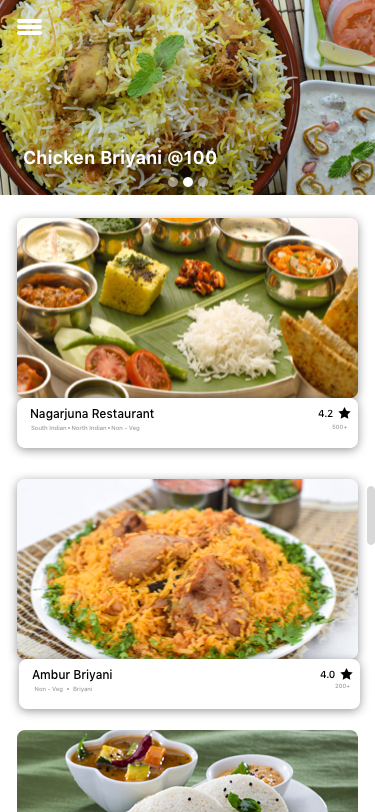 Chicken Briyani @100
Nagarjuna Restaurant 4.2
South Indian • North Indian • Non - Veg 500+
Ambur Briyani 4.0
Non - Veg • Briyani 200+